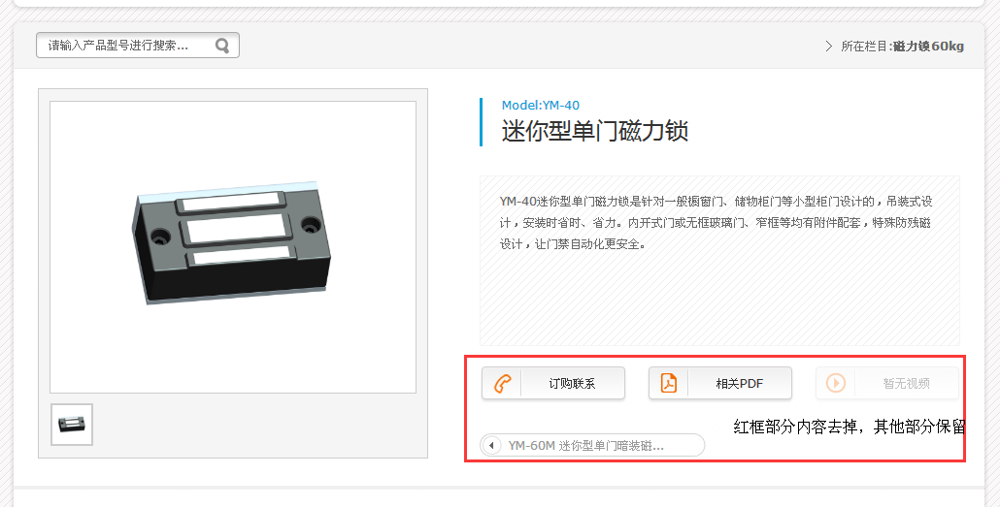 请输入产品型号进行搜索...
所在栏目:磁力锁60kg
Model:YM-40
迷你型单门磁力锁
YM-40迷你型单门磁力锁是针对一般橱窗门、储物柜门等小型柜门设计的，吊装式设
计，安装时省时、省力。内开式门或无框玻璃门、窄框等均有附件配套，特殊防残磁
设计，让门禁自动化更安全。
订购联系
相关PDF
暂无视频
红框部分内容去掉，其他部分保留
YM-60M 迷你型单门暗装磁...